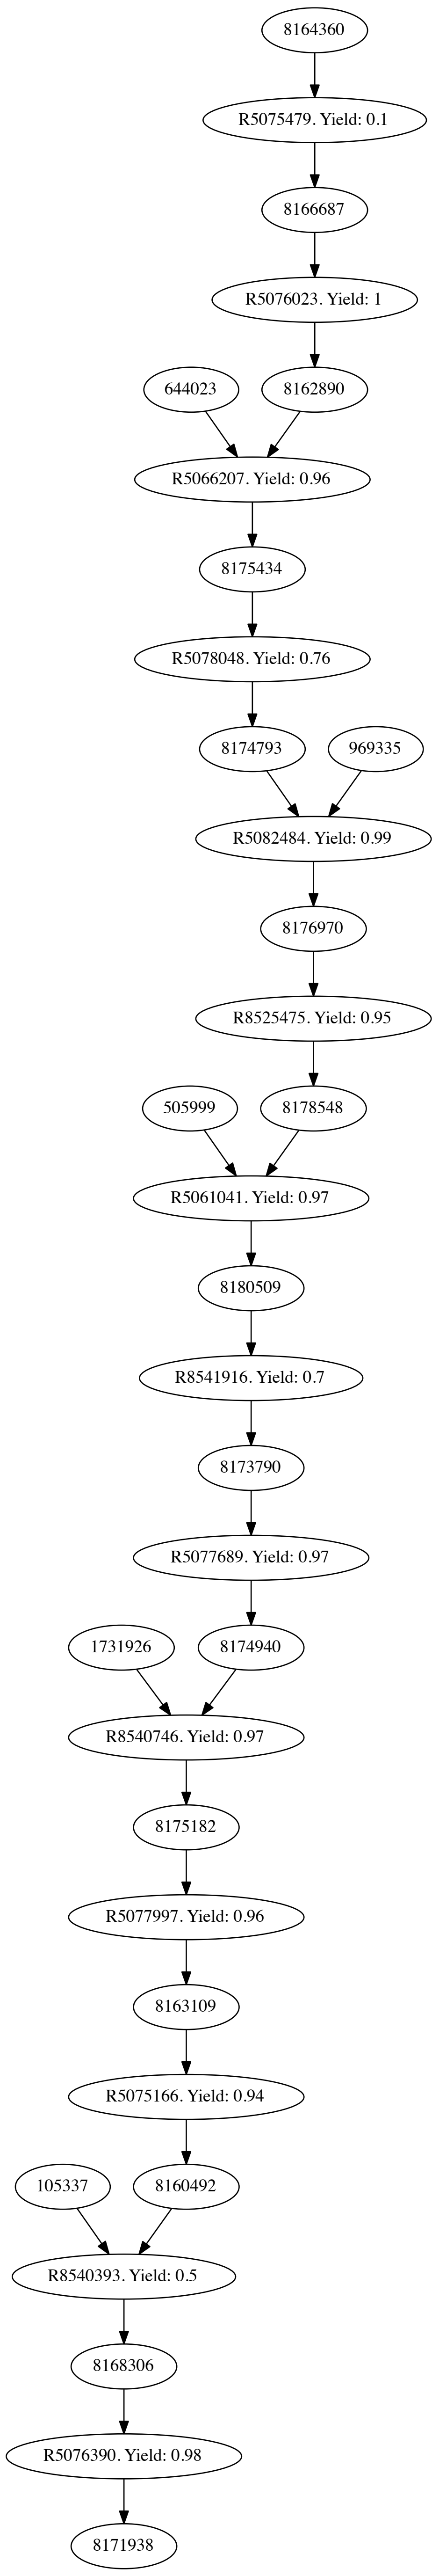 8164360
R5075479. Yield: 0.1
8166687
R5076023. Yield: 1
644023
8162890
R5066207. Yield: 0.96
8175434
R5078048. Yield: 0.76
8174793
969335
R5082484. Yield: 0.99
8176970
R8525475. Yield: 0.95
505999
8178548
R5061041. Yield: 0.97
8180509
R8541916. Yield: 0.7
8173790
R5077689. Yield: 0.97
1731926
8174940
R8540746. Yield: 0.97
8175182
R5077997. Yield: 0.96
8163109
R5075166. Yield: 0.94
105337
8160492
R8540393. Yield: 0.5
8168306
R5076390. Yield: 0.98
8171938